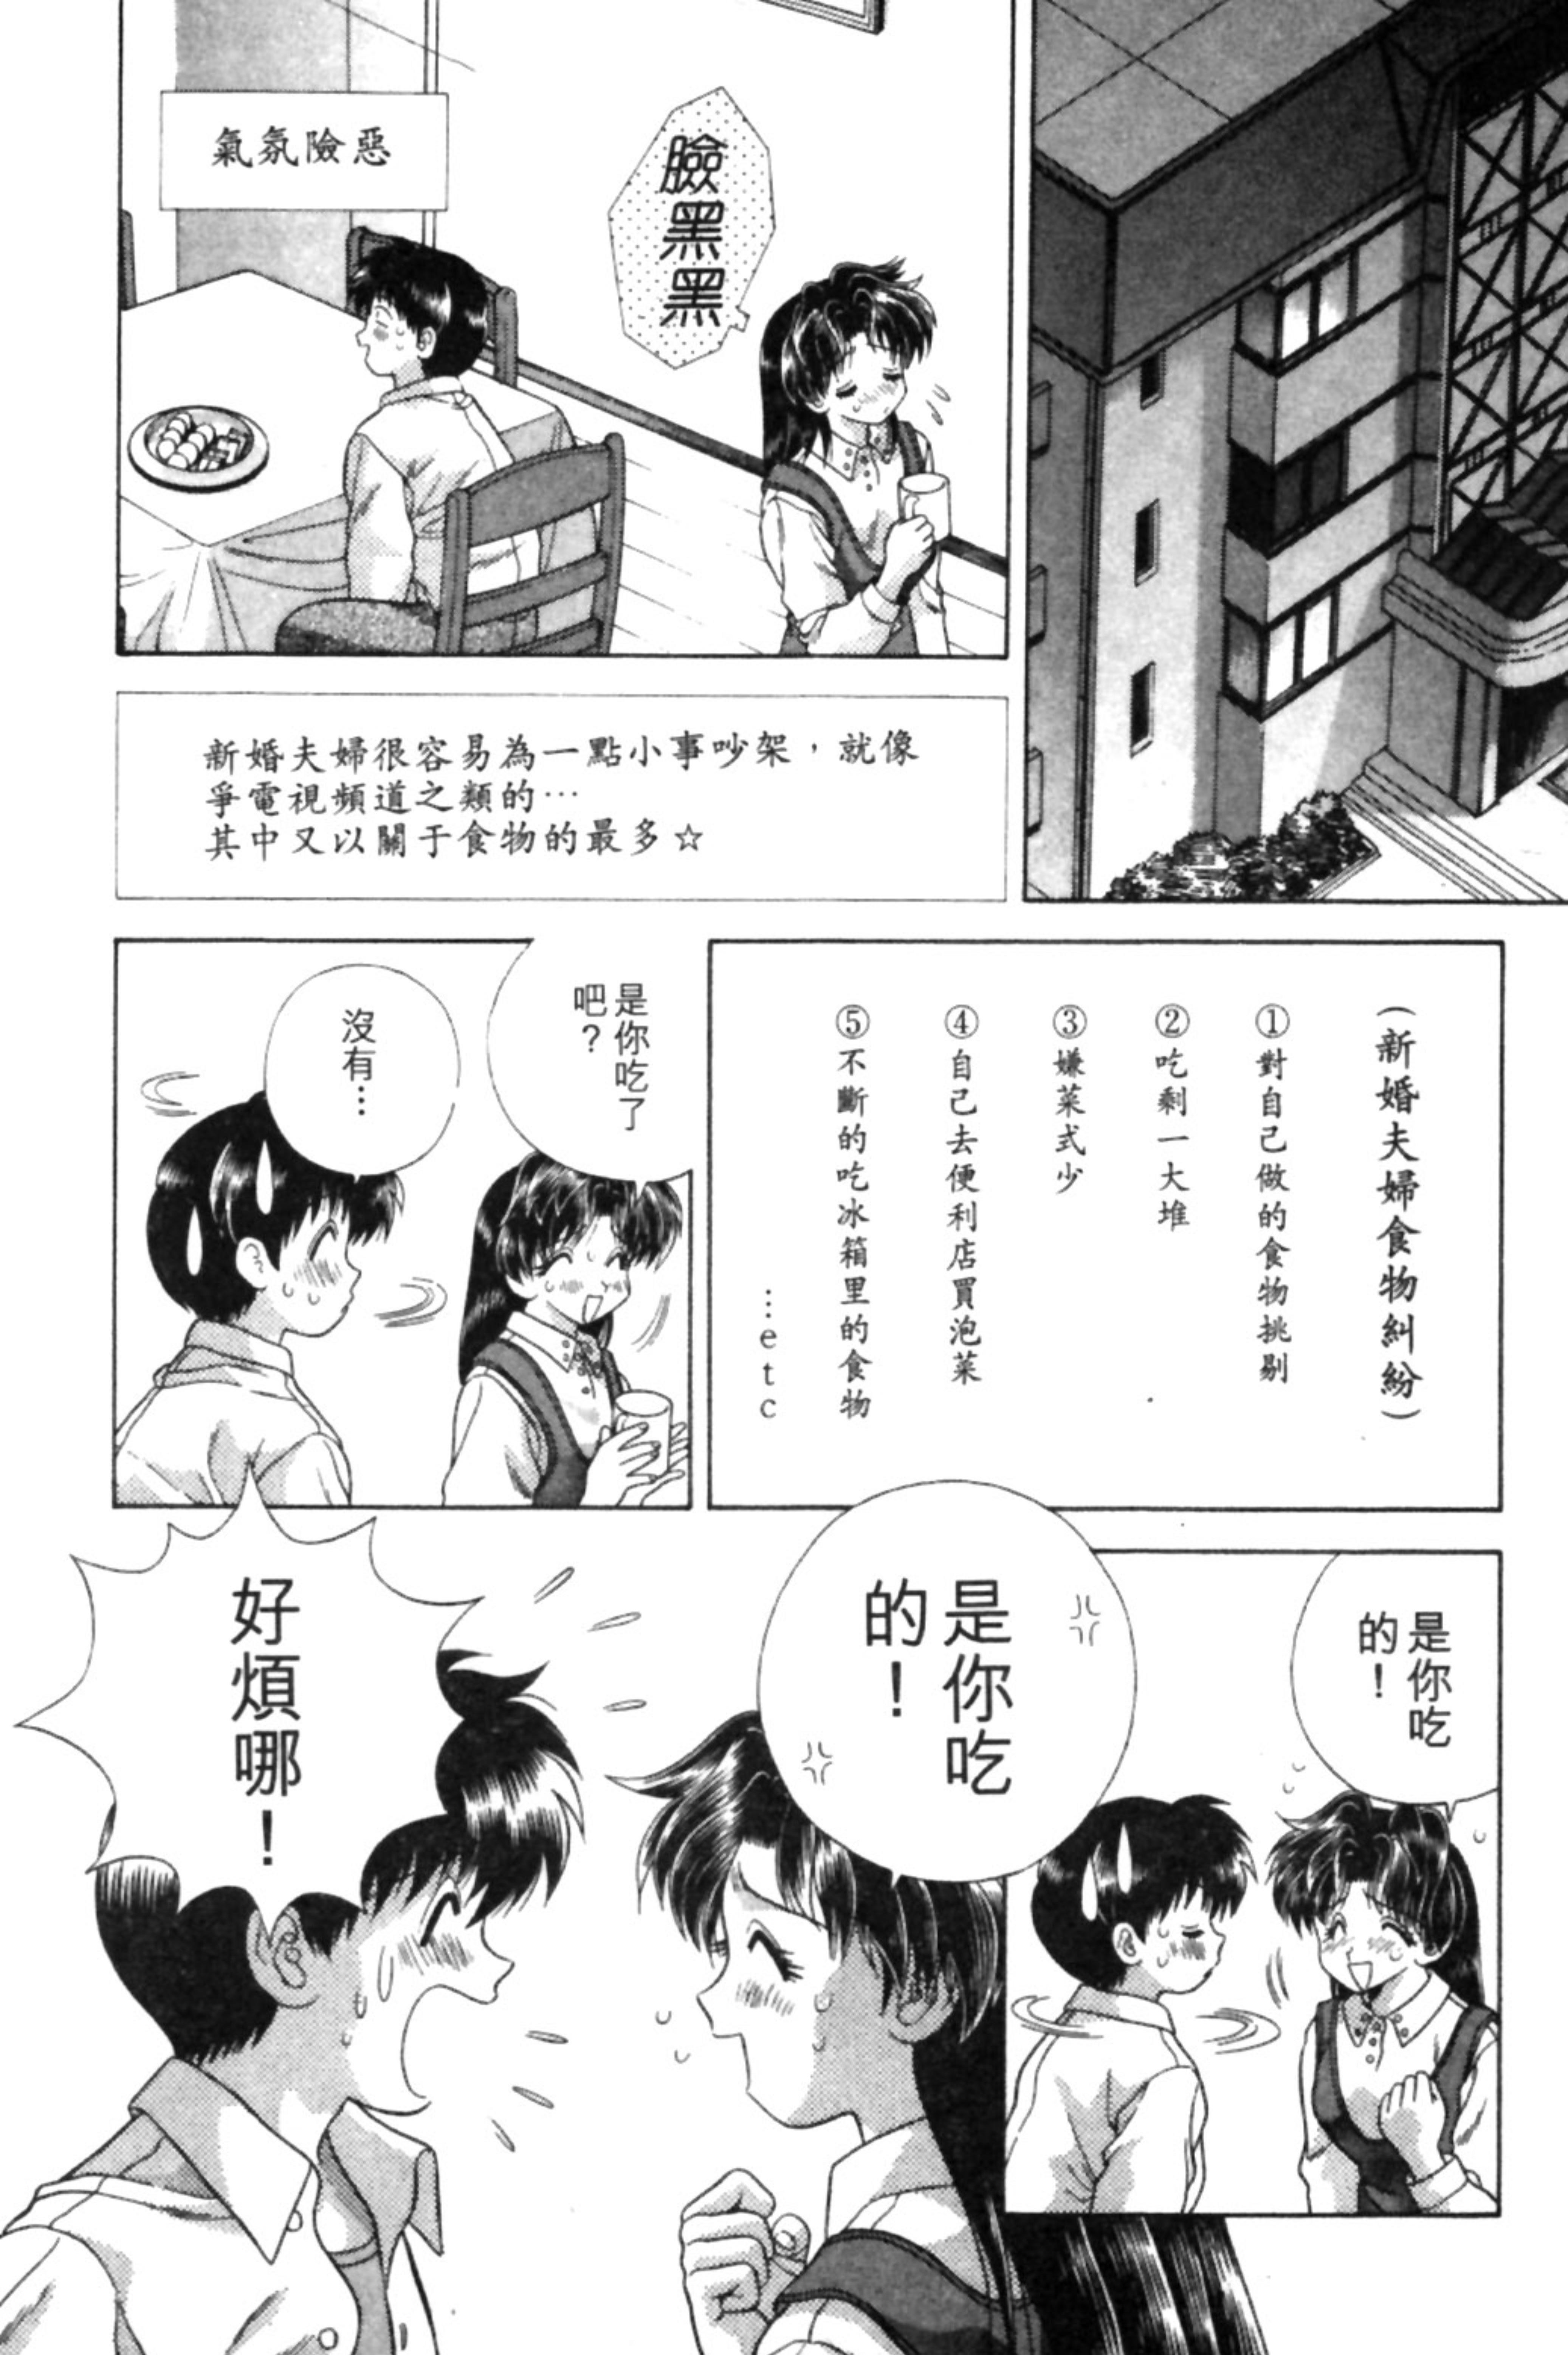 臉黑黑
氣氛險惡
新婚夫婦很容易為一點小事吵架，就像
爭電視頻道之類的…
其中又以關于食物的最多☆
（新婚夫婦食物糾紛）
①對自己做的食物挑剔
②吃剩一大堆
③嫌菜式少
④自己去便利店買泡菜
⑤不斷的吃冰箱里的食物
…etc
是你吃了
吧？
沒有…
是你吃
的！
是你吃
的！
好煩哪！